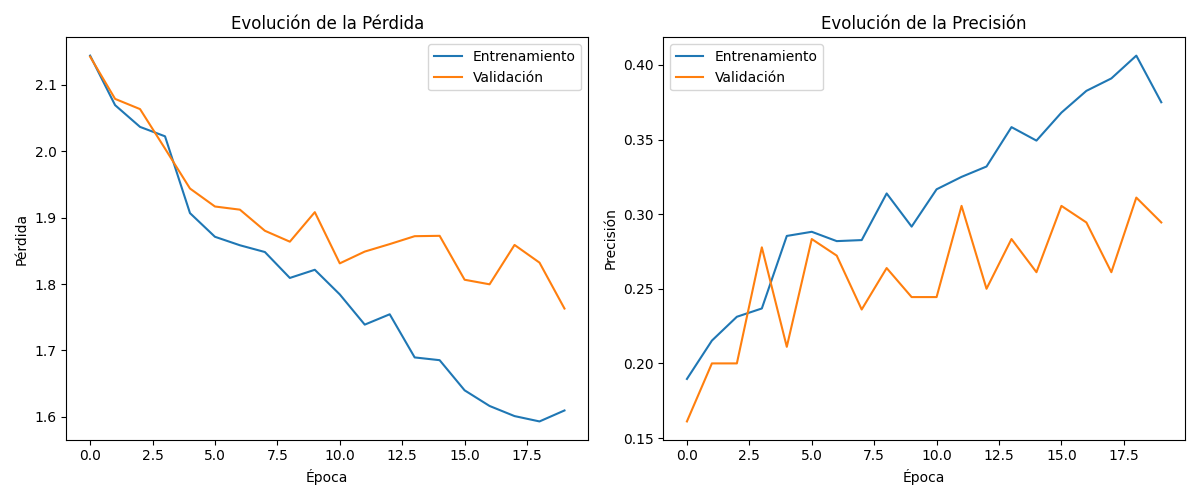 Evolución de la Pérdida
Entrenamiento
Validación
2.1
2.0
1.9
1.8
1.7
1.6
Pérdida
0.0 2.5 5.0 7.5 10.0 12.5 15.0 17.5
Época
Evolución de la Precisión
Entrenamiento
Validación
0.40
0.35
0.30
0.25
0.20
0.15
Precisión
0.0 2.5 5.0 7.5 10.0 12.5 15.0 17.5
Época